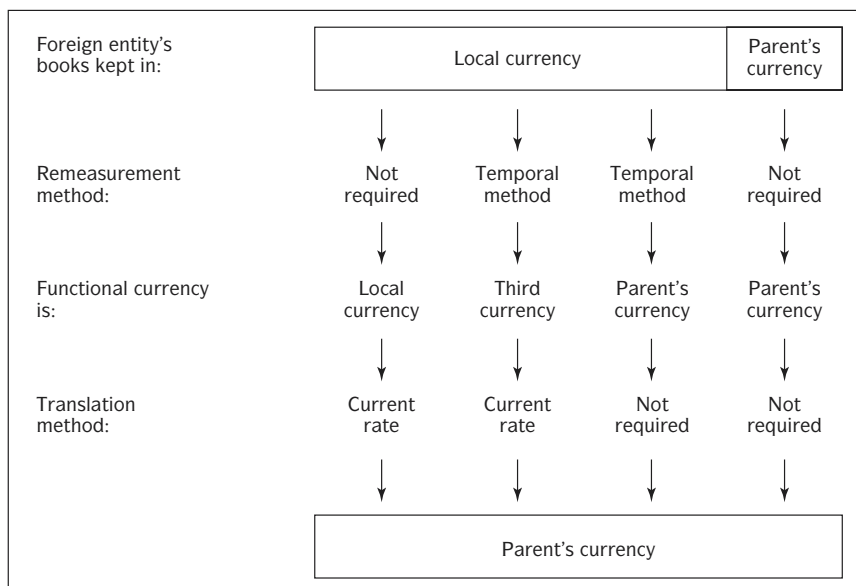 Foreign entity's
books kept in:
Local currency
Parent's
currency
Remeasurement
method:
Not
required
Temporal
method
Temporal
method
Not
required
Functional currency
is:
Local
currency
Third
currency
Parent's
currency
Parent's
currency
Translation
method:
Current
rate
Current
rate
Not
required
Not
required
Parent's currency